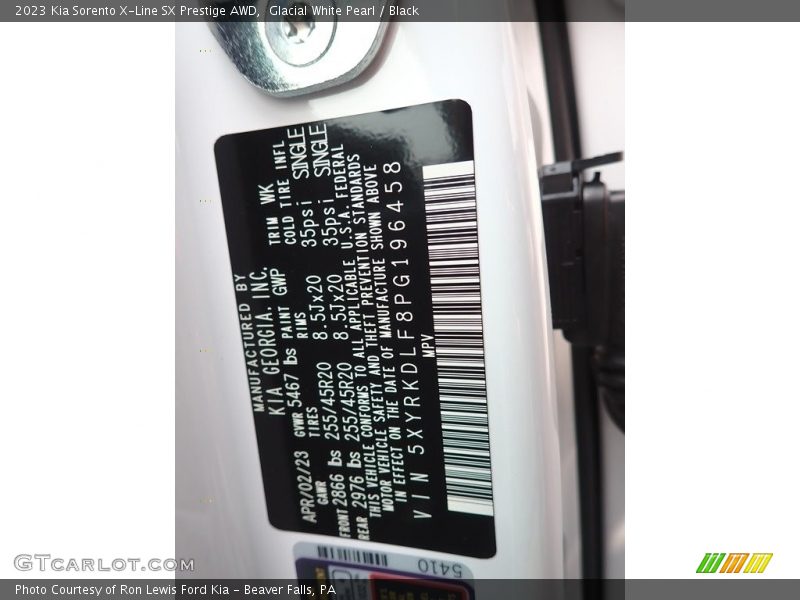 2023 Kia Sorento X-Line SX Prestige AWD,  Glacial White Pearl / Black
MANUFACTURED BY
KIA GEORGIA, INC.
APR/02/23 GVWR 5467 lbs PAINT GWP TRIM WK
GAWR TIRES RIMS COLD TIRE INFL
FRONT 2866 lbs 255/45R20 8.5Jx20 35psi SINGLE
REAR 2976 lbs 255/45R20 8.5Jx20 35psi SINGLE
THIS VEHICLE CONFORMS TO ALL APPLICABLE U.S.A. FEDERAL
MOTOR VEHICLE SAFETY AND THEFT PREVENTION STANDARDS
IN EFFECT ON THE DATE OF MANUFACTURE SHOWN ABOVE
VIN 5XYRKDLF8PG196458
MPV
5410
GTCarLot.com
Photo Courtesy of Ron Lewis Ford Kia - Beaver Falls, PA